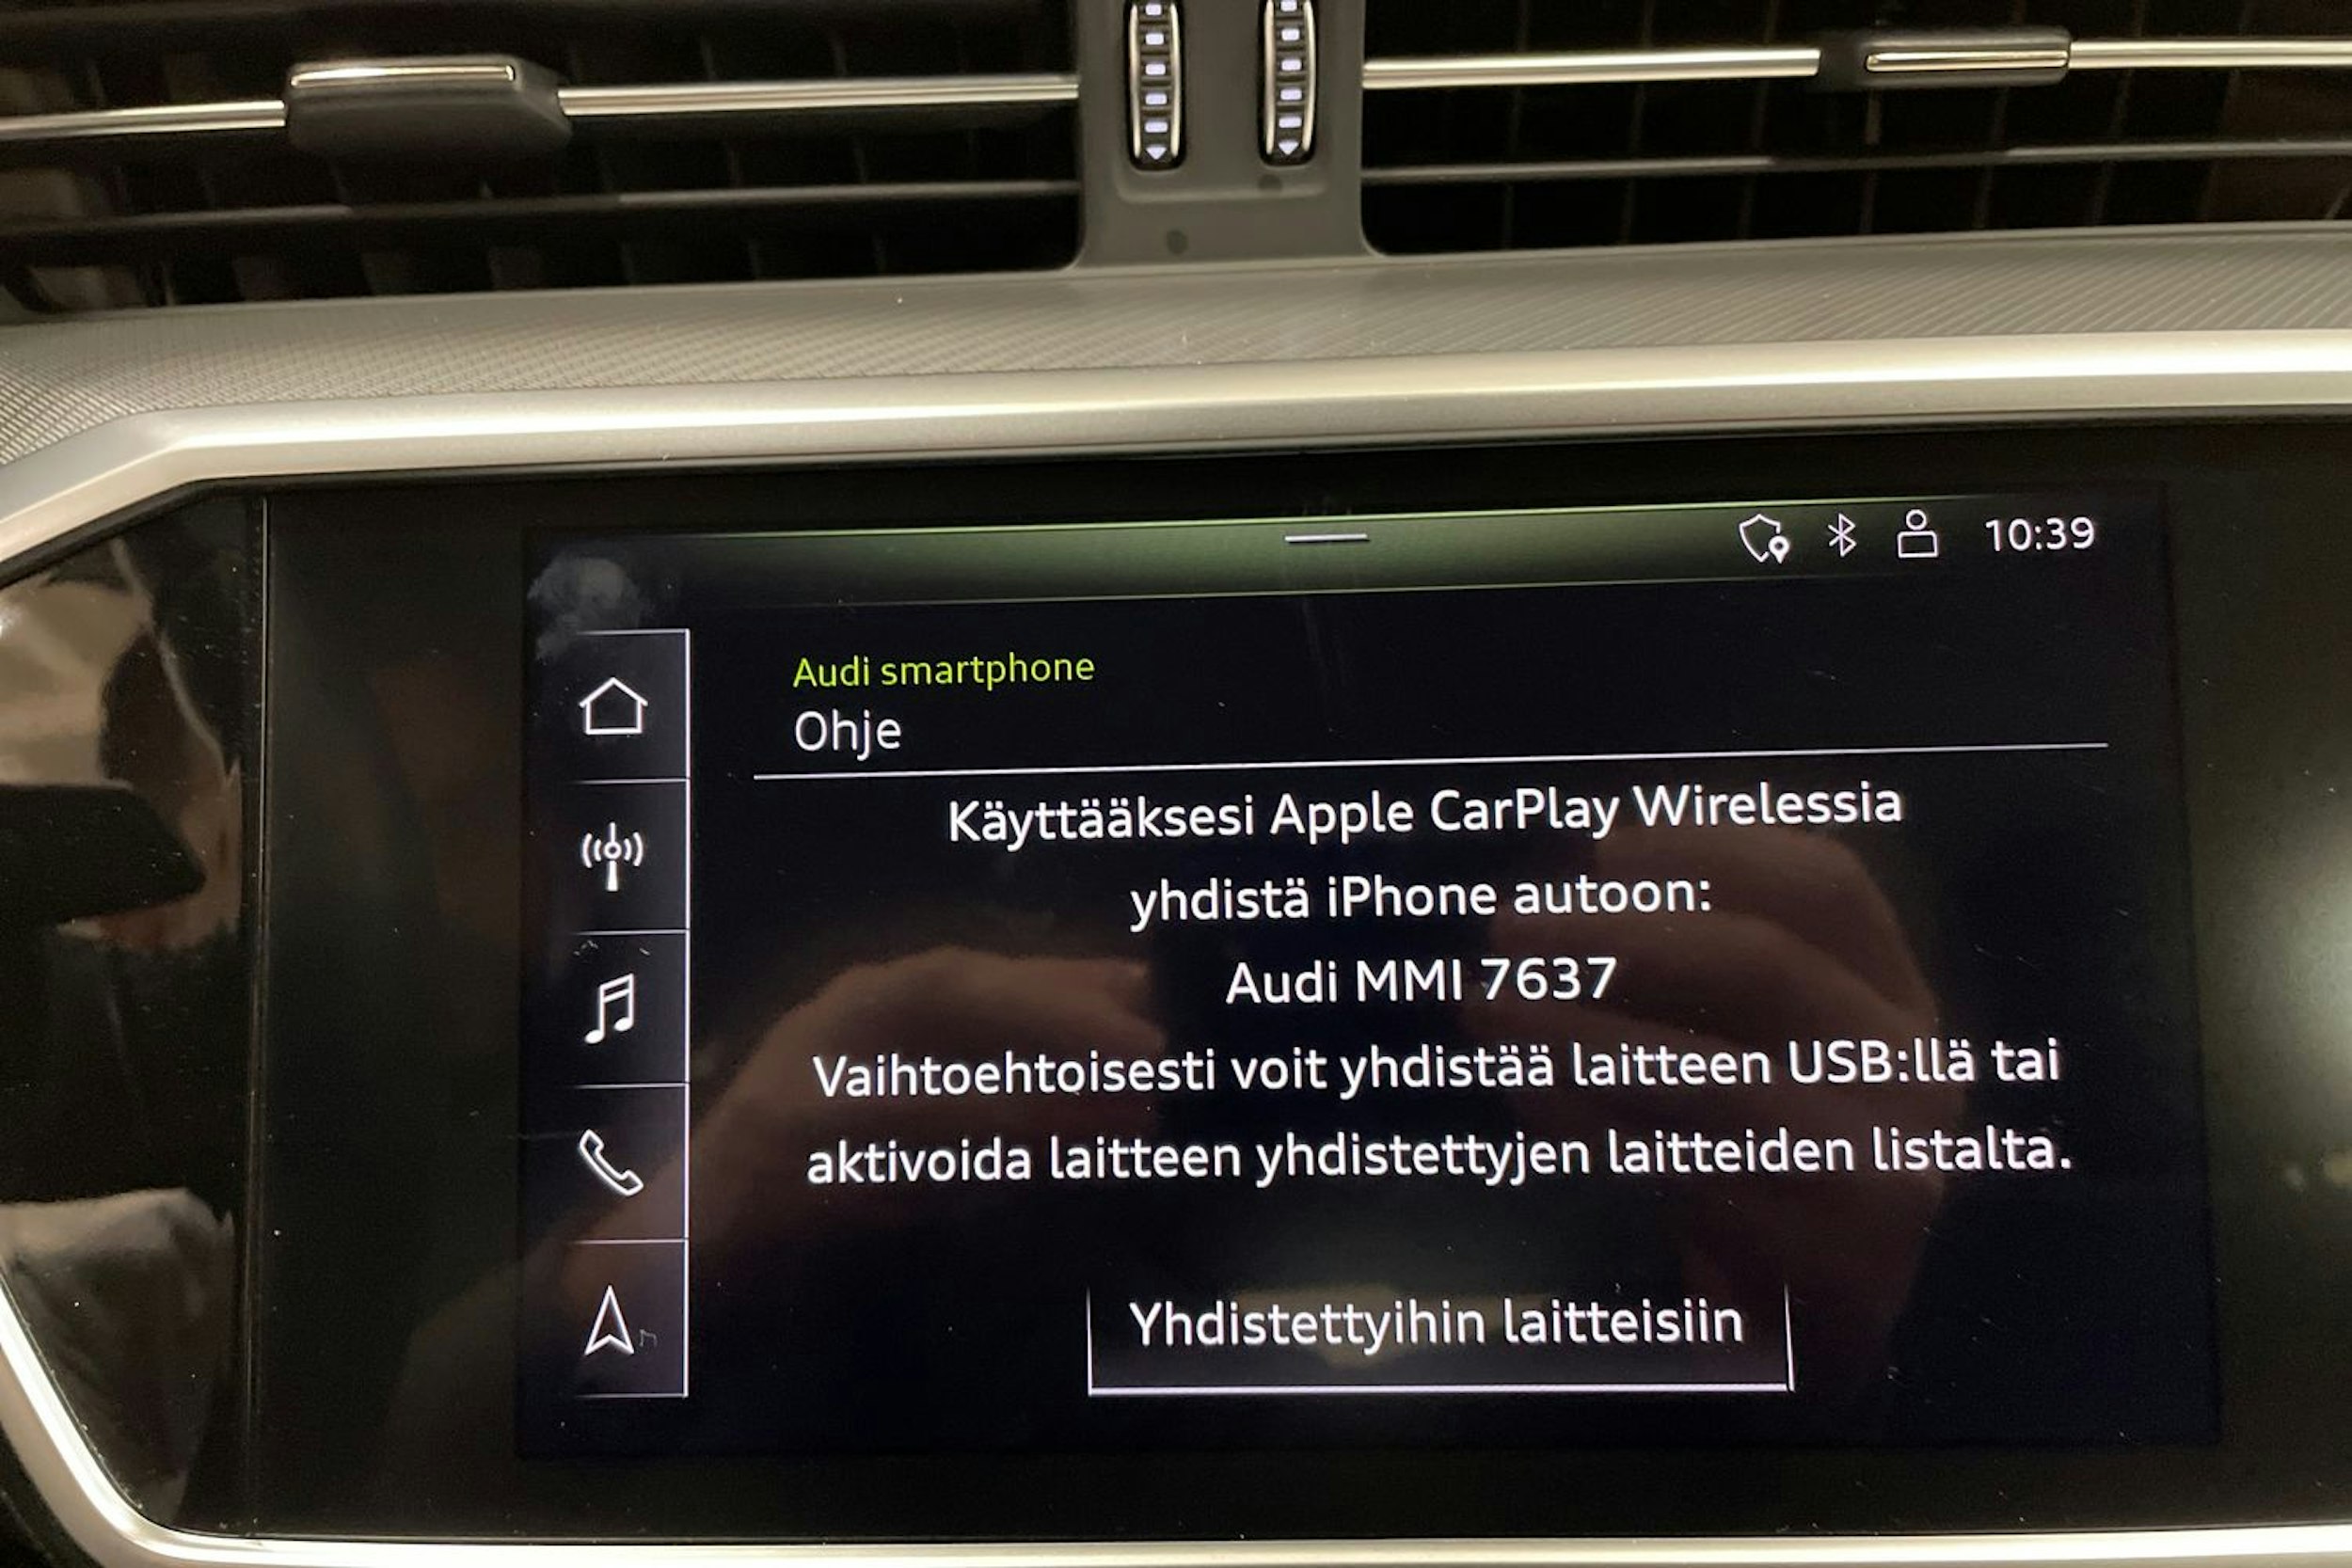 10:39
Audi smartphone
Ohje
Käyttääksesi Apple CarPlay Wirelessia
yhdistä iPhone autoon:
Audi MMI 7637
Vaihtoehtoisesti voit yhdistää laitteen USB:llä tai
aktivoida laitteen yhdistettyjen laitteiden listalta.
Yhdistettyihin laitteisiin